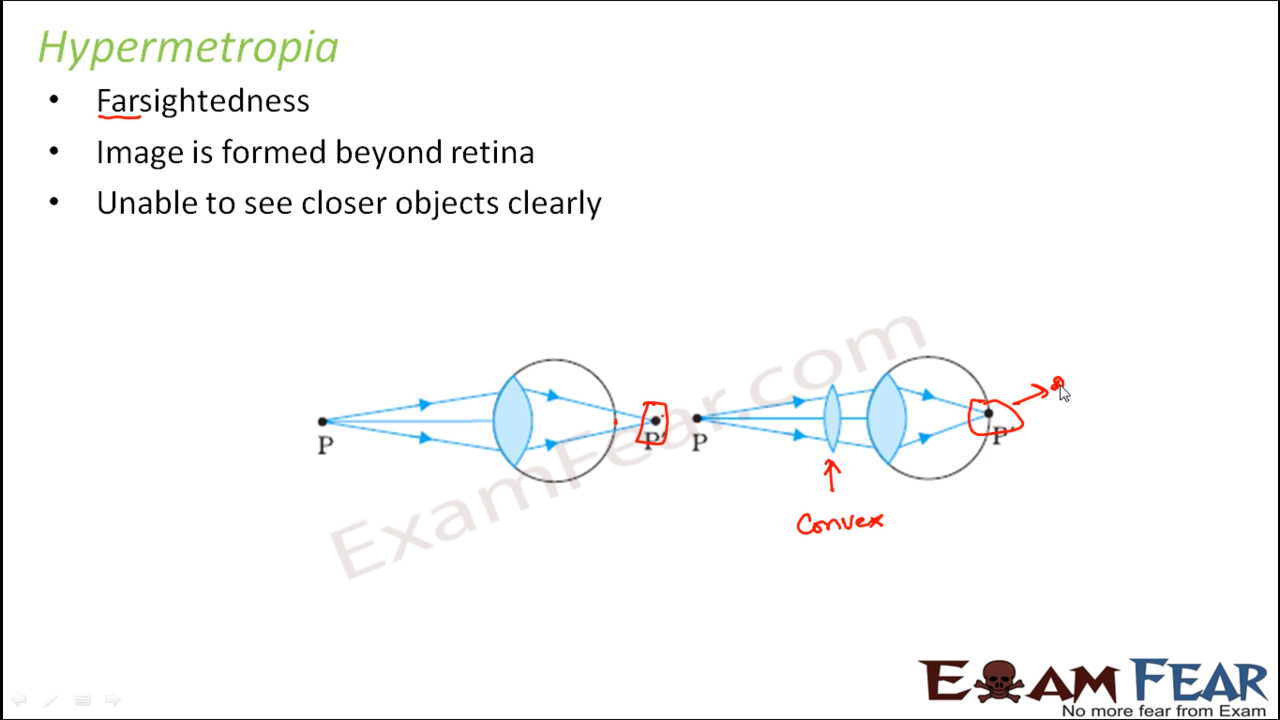 Hypermetropia
• Farsightedness
• Image is formed beyond retina
• Unable to see closer objects clearly
ExamFear.com
P P' P P'
Convex
EXAM FEAR
No more fear from Exam